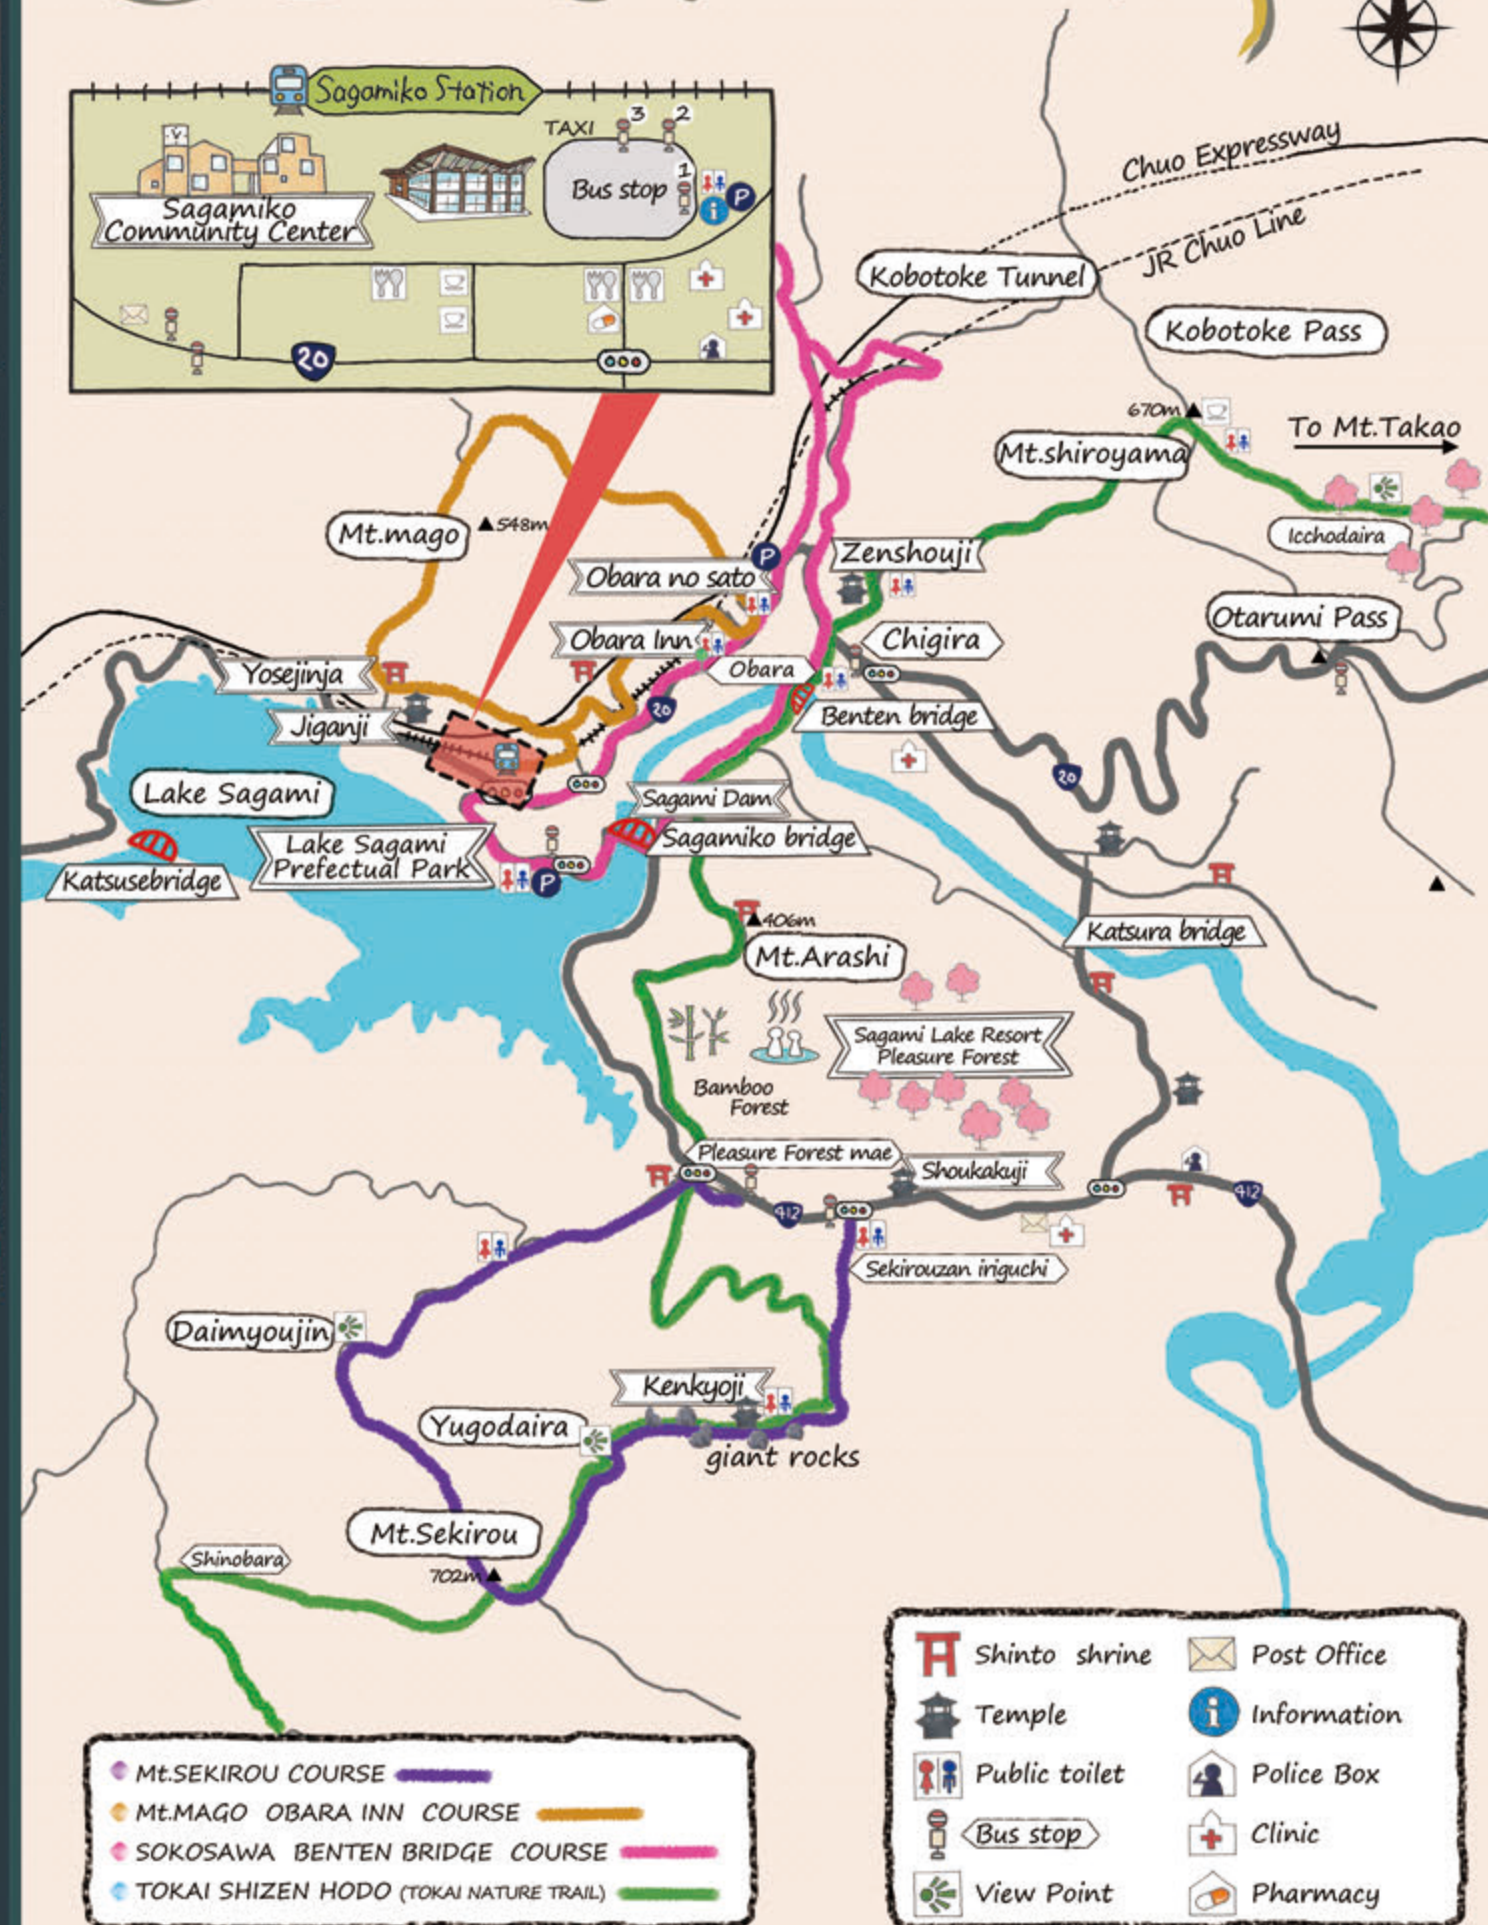 Sagamiko Station
TAXI
3
2
1
Bus stop
P
i
Sagamiko
Community Center
20
Chuo Expressway
JR Chuo Line
Kobotoke Tunnel
Kobotoke Pass
670m
Mt.shiroyama
To Mt.Takao
Icchodaira
Mt.mago
548m
P
Obara no sato
Zenshouji
Otarumi Pass
Obara Inn
Chigira
Yosejinja
Obara
20
Benten bridge
Jiganji
20
Lake Sagami
Sagami Dam
Sagamiko bridge
Lake Sagami
Prefectual Park
P
Katsusebridge
406m
Mt.Arashi
Katsura bridge
Sagami Lake Resort
Pleasure Forest
Bamboo
Forest
Pleasure Forest mae
Shoukakuji
412
412
Sekirouzan iriguchi
Daimyoujin
Kenkyoji
Yugodaira
giant rocks
Mt.Sekirou
702m
Shinobara
Mt.SEKIROU COURSE
Mt.MAGO OBARA INN COURSE
SOKOSAWA BENTEN BRIDGE COURSE
TOKAI SHIZEN HODO (TOKAI NATURE TRAIL)
Shinto shrine
Temple
Public toilet
Bus stop
View Point
Post Office
i
Information
Police Box
Clinic
Pharmacy